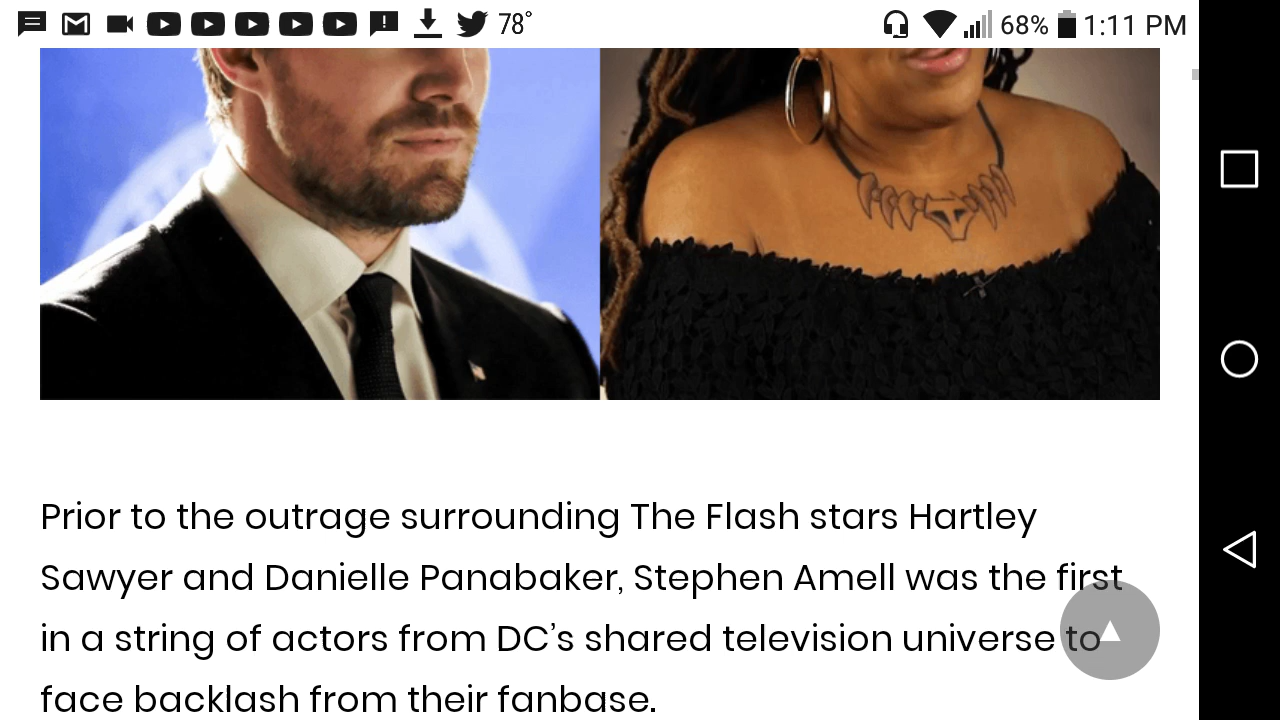 78°
68%
1:11 PM
Prior to the outrage surrounding The Flash stars Hartley
Sawyer and Danielle Panabaker, Stephen Amell was the first
in a string of actors from DC’s shared television universe to
face backlash from their fanbase.